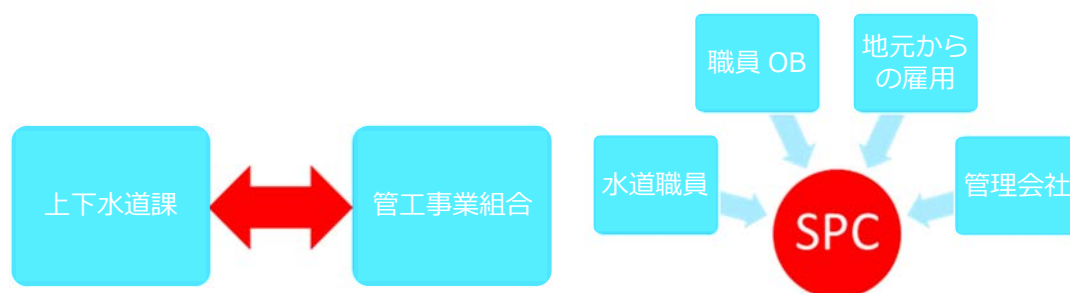 上下水道課
管工事業組合
職員 OB
地元から
の雇用
水道職員
管理会社
SPC